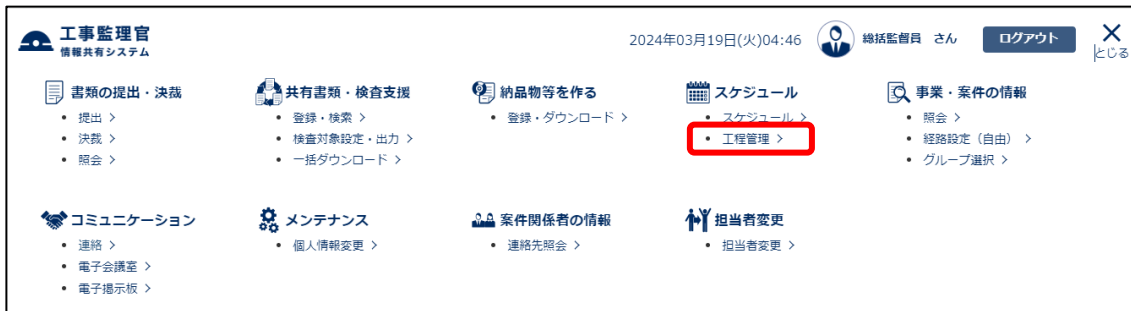 工事監理官
情報共有システム
2024年03月19日(火)04:46
総括監督員 さん
ログアウト
とじる
書類の提出・決裁
・ 提出 >
・ 決裁 >
・ 照会 >
共有書類・検査支援
・ 登録・検索 >
・ 検査対象設定・出力 >
・ 一括ダウンロード >
納品物等を作る
・ 登録・ダウンロード >
スケジュール
・ スケジュール >
・ 工程管理 >
事業・案件の情報
・ 照会 >
・ 経路設定（自由） >
・ グループ選択 >
コミュニケーション
・ 連絡 >
・ 電子会議室 >
・ 電子掲示板 >
メンテナンス
・ 個人情報変更 >
案件関係者の情報
・ 連絡先照会 >
担当者変更
・ 担当者変更 >